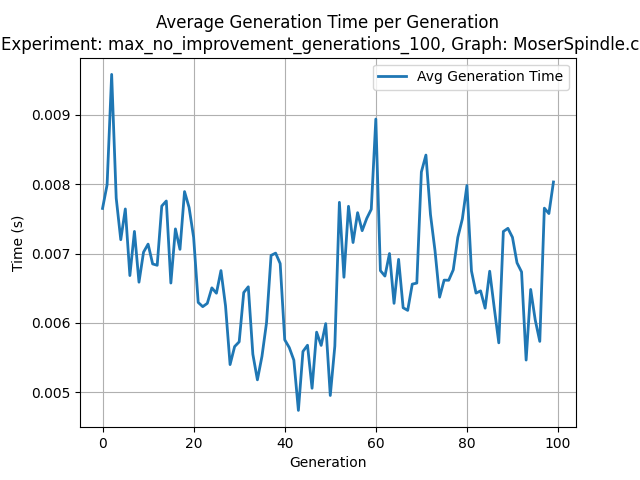 Average Generation Time per Generation
Experiment: max_no_improvement_generations_100, Graph: MoserSpindle.c
Avg Generation Time
0.009
0.008
0.007
0.006
0.005
Time (s)
0 20 40 60 80 100
Generation